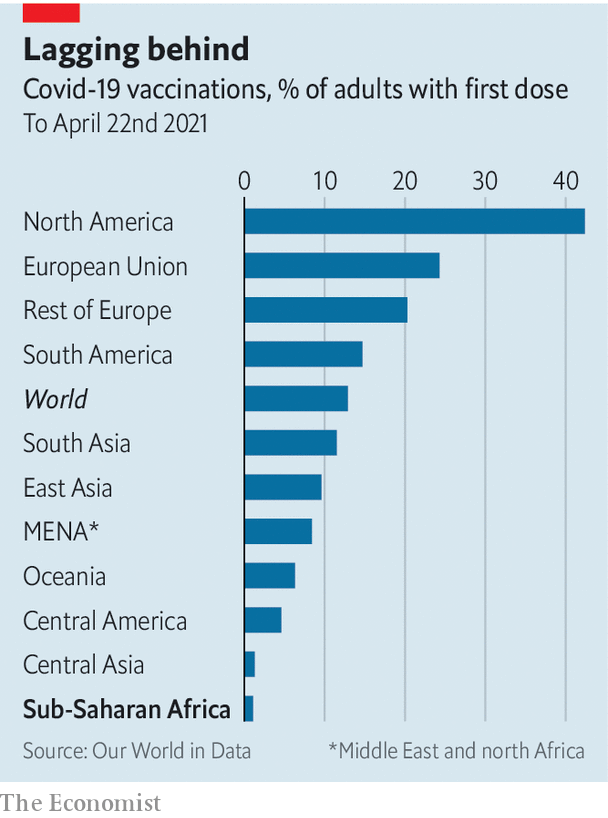 Lagging behind
Covid-19 vaccinations, % of adults with first dose
To April 22nd 2021
0 10 20 30 40
North America
European Union
Rest of Europe
South America
World
South Asia
East Asia
MENA*
Oceania
Central America
Central Asia
Sub-Saharan Africa
Source: Our World in Data *Middle East and north Africa
The Economist